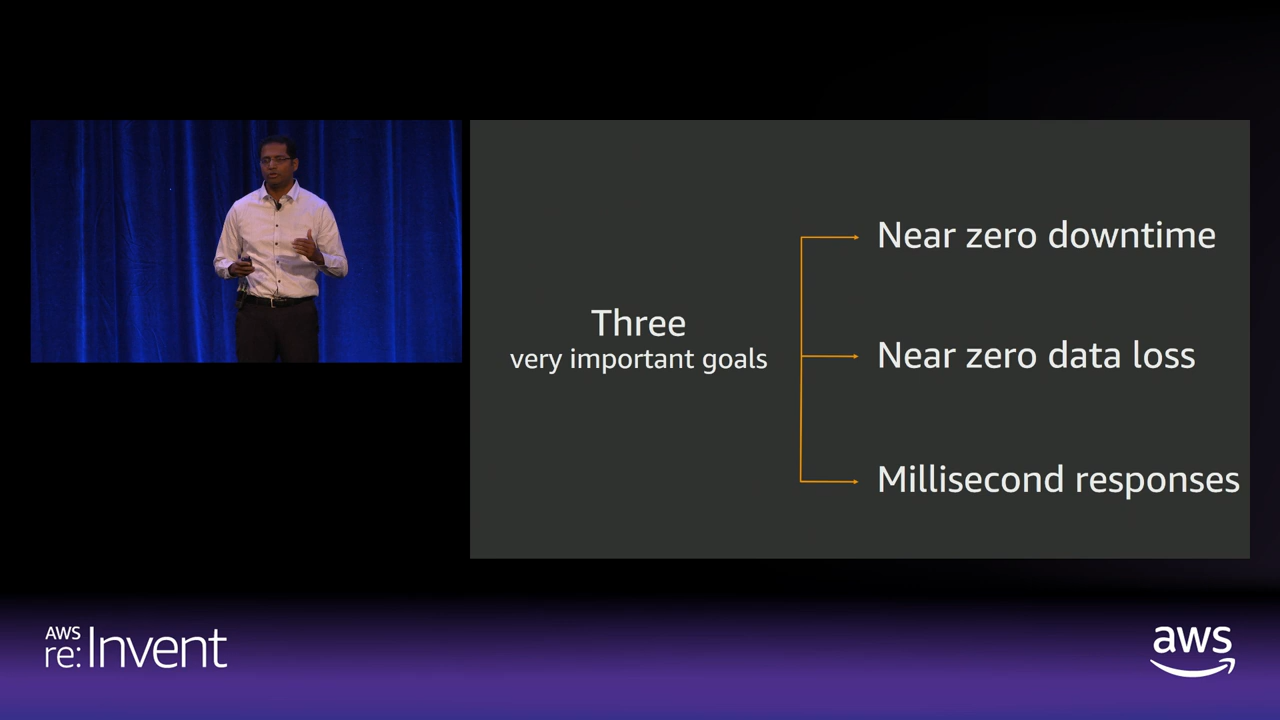 Three
very important goals
Near zero downtime
Near zero data loss
Millisecond responses
AWS
re:Invent
aws